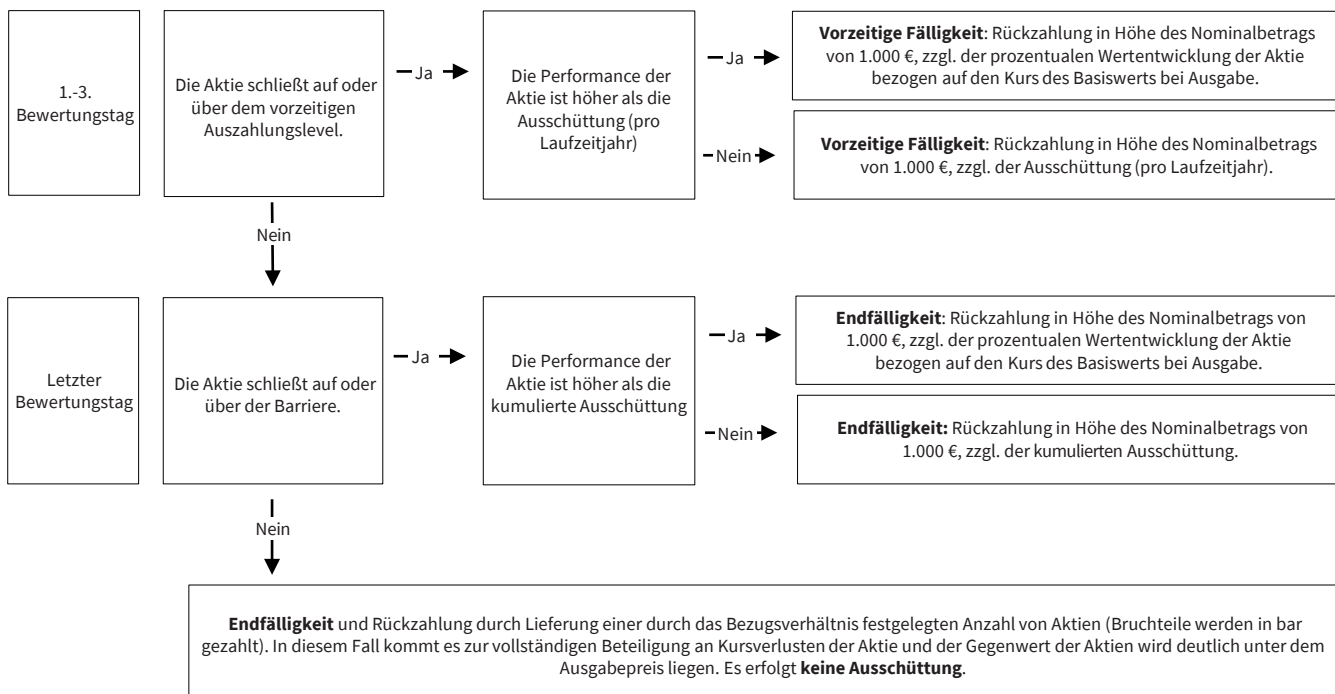 1.-3.
Bewertungstag
Die Aktie schließt auf oder
über dem vorzeitigen
Auszahlungslevel.
Ja
Die Performance der
Aktie ist höher als die
Ausschüttung (pro
Laufzeitjahr)
Ja
Vorzeitige Fälligkeit: Rückzahlung in Höhe des Nominalbetrags
von 1.000 €, zzgl. der prozentualen Wertentwicklung der Aktie
bezogen auf den Kurs des Basiswerts bei Ausgabe.
Nein
Vorzeitige Fälligkeit: Rückzahlung in Höhe des Nominalbetrags
von 1.000 €, zzgl. der Ausschüttung (pro Laufzeitjahr).
Nein
Letzter
Bewertungstag
Die Aktie schließt auf oder
über der Barriere.
Ja
Die Performance der
Aktie ist höher als die
kumulierte Ausschüttung
Ja
Endfälligkeit: Rückzahlung in Höhe des Nominalbetrags von
1.000 €, zzgl. der prozentualen Wertentwicklung der Aktie
bezogen auf den Kurs des Basiswerts bei Ausgabe.
Nein
Endfälligkeit: Rückzahlung in Höhe des Nominalbetrags von
1.000 €, zzgl. der kumulierten Ausschüttung.
Nein
Endfälligkeit und Rückzahlung durch Lieferung einer durch das Bezugsverhältnis festgelegten Anzahl von Aktien (Bruchteile werden in bar
gezahlt). In diesem Fall kommt es zur vollständigen Beteiligung an Kursverlusten der Aktie und der Gegenwert der Aktien wird deutlich unter dem
Ausgabepreis liegen. Es erfolgt keine Ausschüttung.